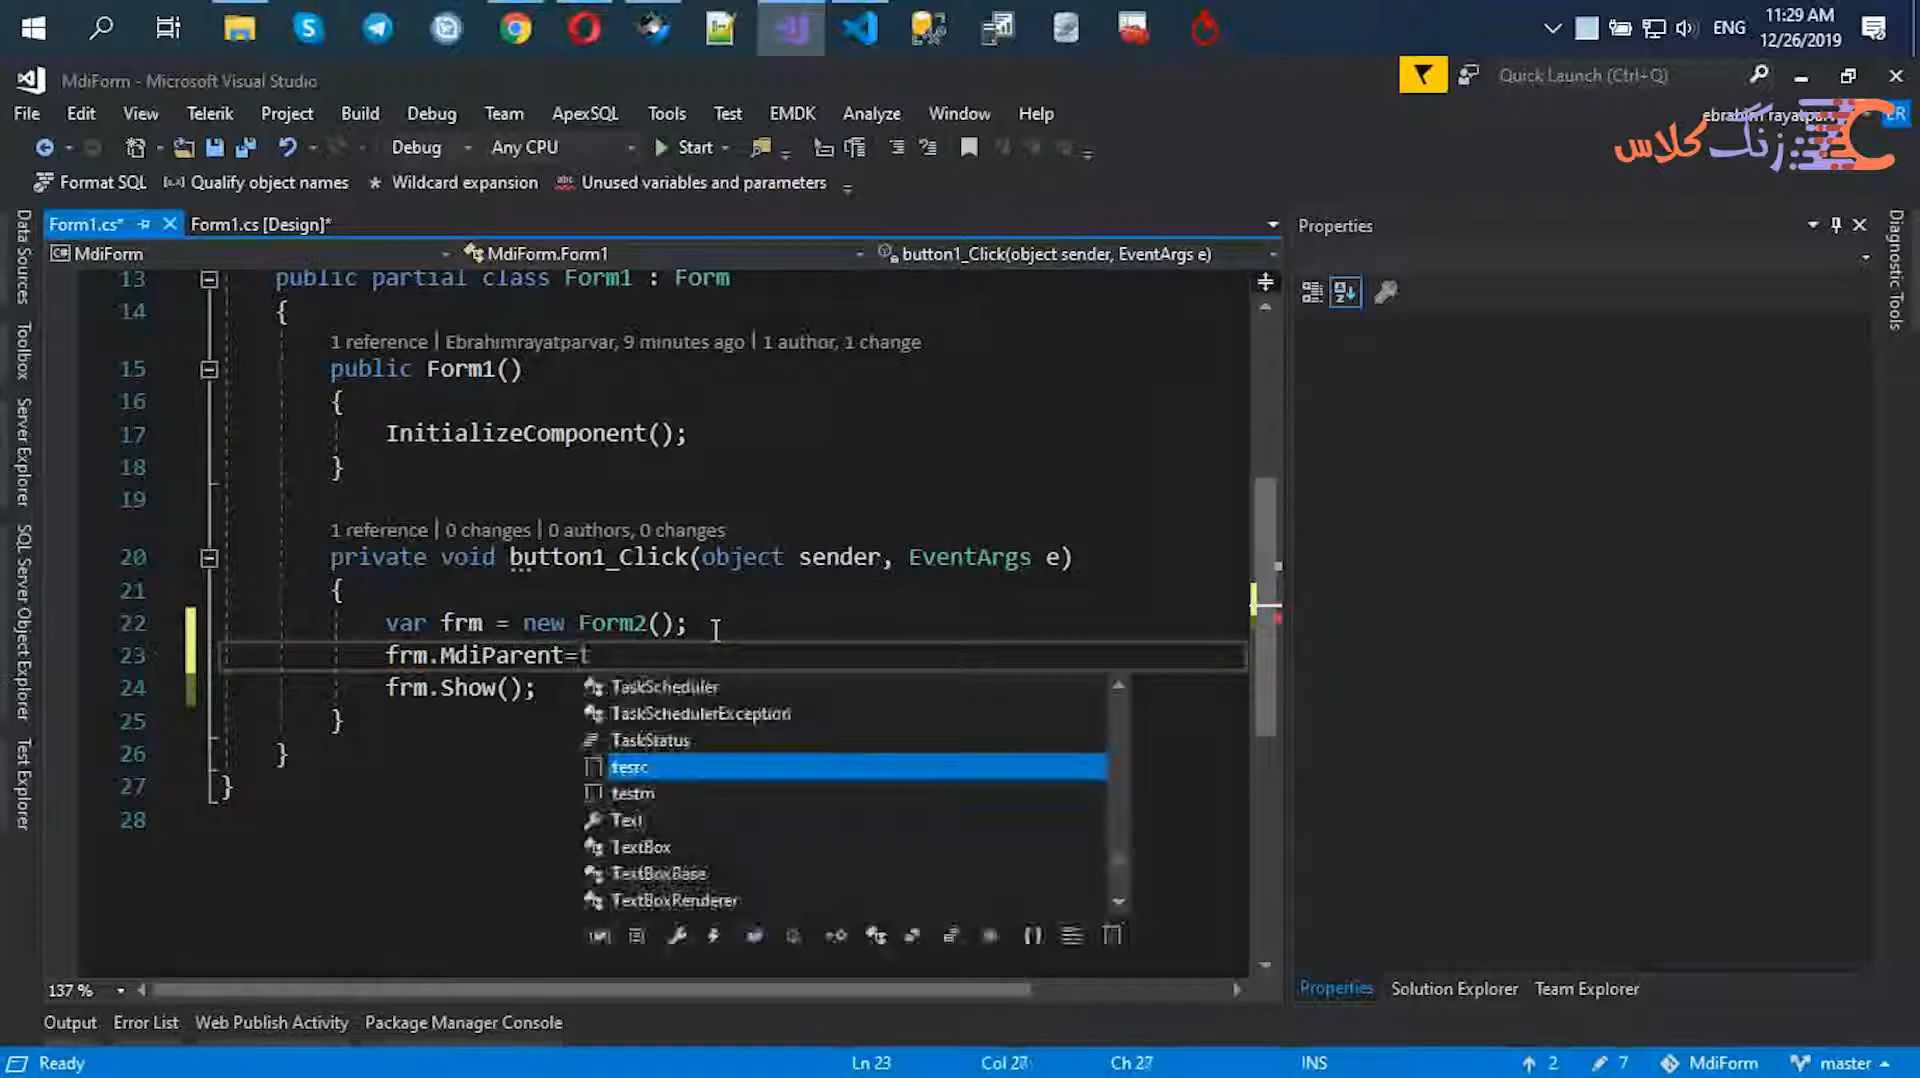 ENG
11:29 AM
12/26/2019
MdiForm - Microsoft Visual Studio
Quick Launch (Ctrl+Q)
File Edit View Telerik Project Build Debug Team ApexSQL Tools Test EMDK Analyze Window Help
ER
زنگ کلاس
Debug Any CPU Start
Format SQL Qualify object names Wildcard expansion Unused variables and parameters
Form1.cs* Form1.cs [Design]*
Properties
MdiForm MdiForm.Form1 button1_Click(object sender, EventArgs e)
13 public partial class Form1 : Form
14 {
1 reference | Ebrahimrayatparvar, 9 minutes ago | 1 author, 1 change
15 public Form1()
16 {
17 InitializeComponent();
18 }
19
1 reference | 0 changes | 0 authors, 0 changes
20 private void button1_Click(object sender, EventArgs e)
21 {
22 var frm = new Form2();
23 frm.MdiParent=t
24 frm.Show();
25 }
26 }
27 }
28
TaskScheduler
TaskSchedulerException
TaskStatus
testc
testm
Text
TextBox
TextBoxBase
TextBoxRenderer
137 %
Properties Solution Explorer Team Explorer
Output Error List Web Publish Activity Package Manager Console
Ready Ln 23 Col 27 Ch 27 INS 2 7 MdiForm master
Data Sources
Toolbox
Server Explorer
SQL Server Object Explorer
Test Explorer
Diagnostic Tools